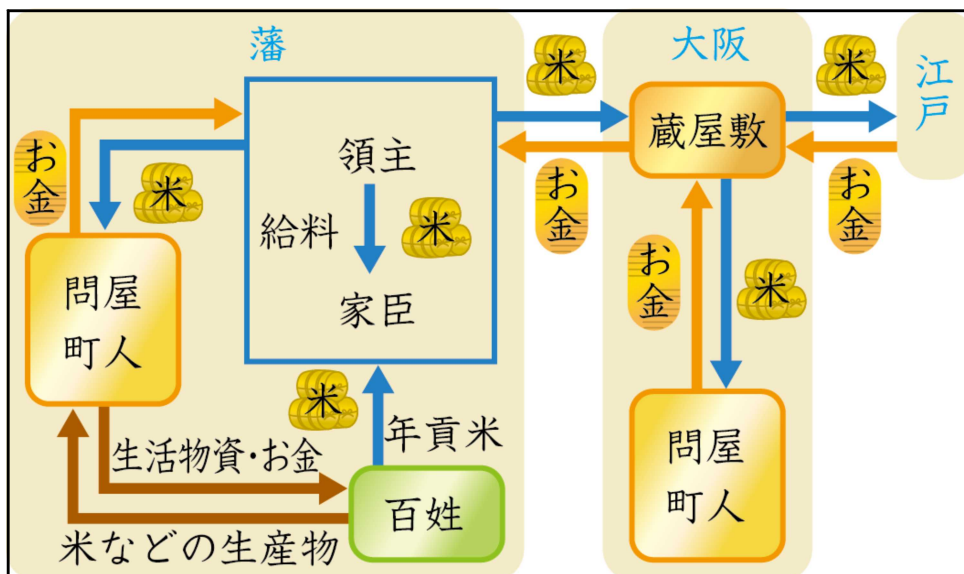 藩
大阪
江戸
米
米
お金
お金
蔵屋敷
領主
給料
米
家臣
お金
米
問屋
町人
お金
米
米
年貢米
生活物資・お金
百姓
米などの生産物
問屋
町人